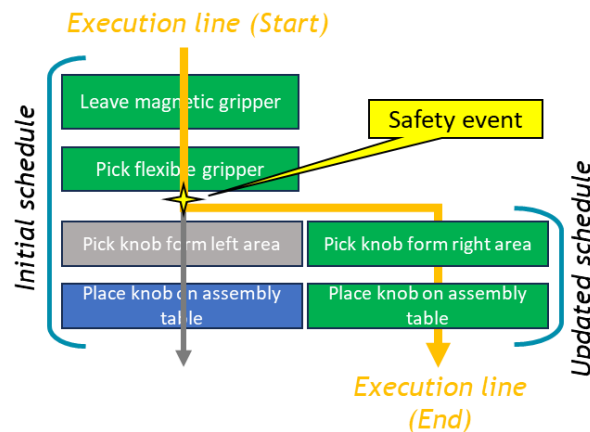 Execution line (Start)
Leave magnetic gripper
Safety event
Pick flexible gripper
Initial schedule
Pick knob form left area
Pick knob form right area
Place knob on assembly
table
Place knob on assembly
table
Updated schedule
Execution line
(End)